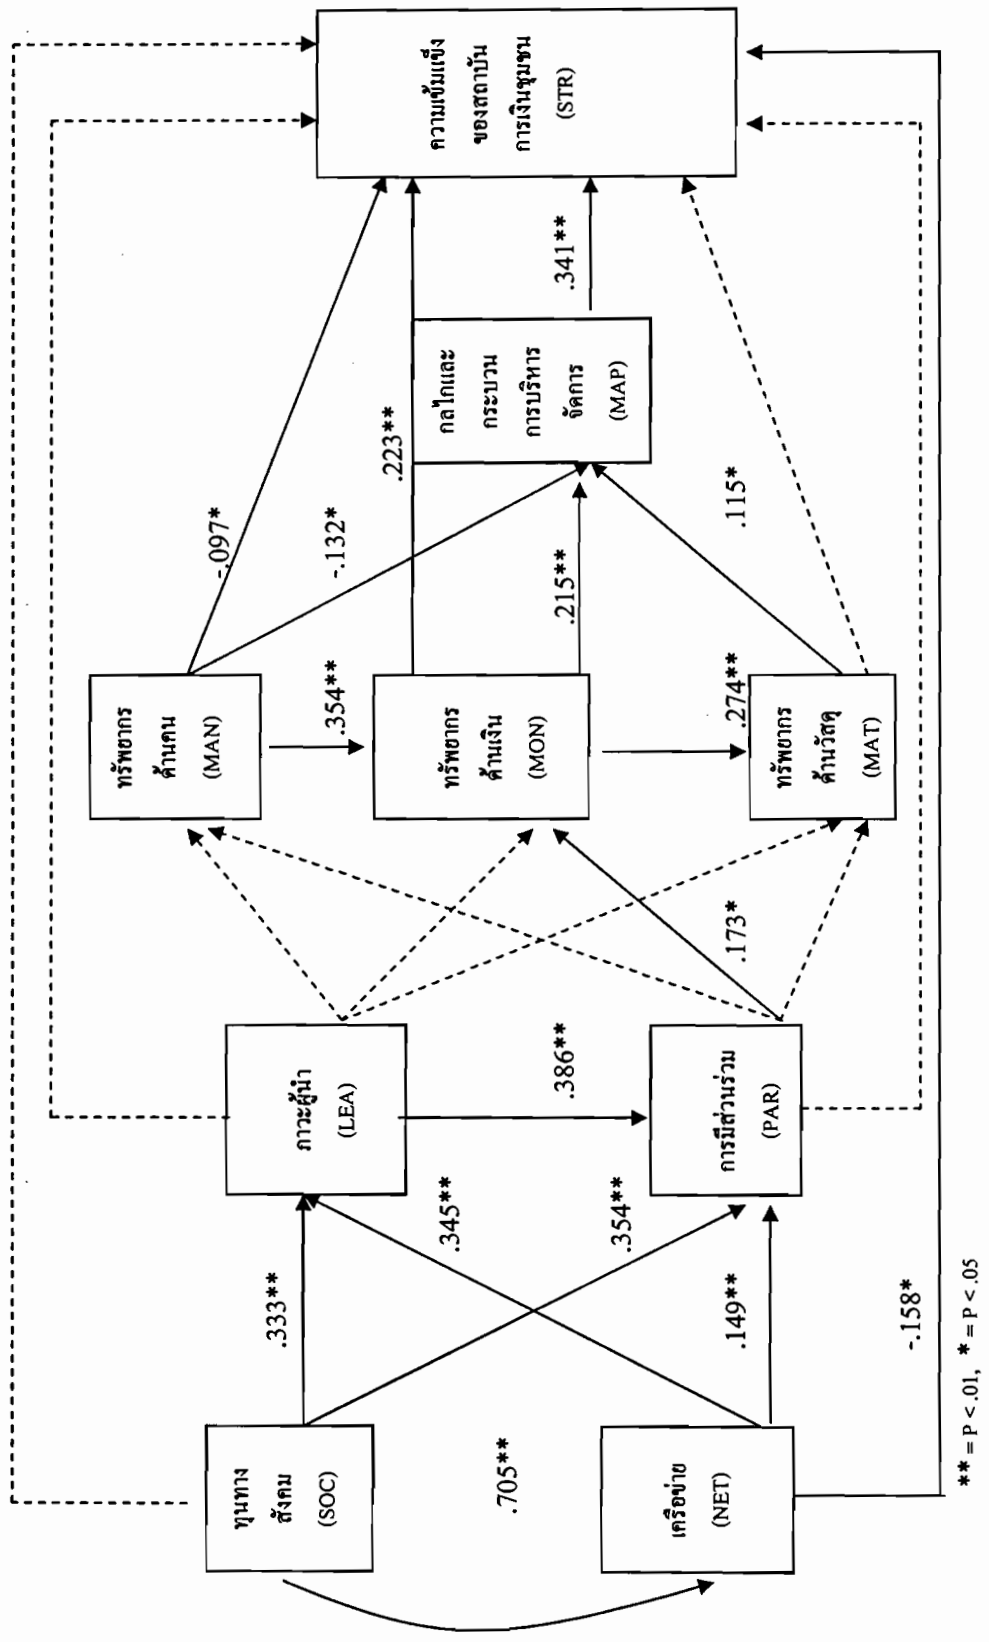 ทุนทาง
สังคม
(SOC)
เครือข่าย
(NET)
.705**
.333**
.345**
.354**
.149**
-.158*
ภาวะผู้นำ
(LEA)
การมีส่วนร่วม
(PAR)
.386**
.173*
ทรัพยากร
ด้านคน
(MAN)
ทรัพยากร
ด้านเงิน
(MON)
ทรัพยากร
ด้านวัสดุ
(MAT)
.354**
.274**
-.097*
-.132*
.223**
.215**
.115*
กลไกและ
กระบวน
การบริหาร
จัดการ
(MAP)
.341**
ความเข้มแข็ง
ของสถาบัน
การเงินชุมชน
(STR)
** = P < .01, * = P < .05